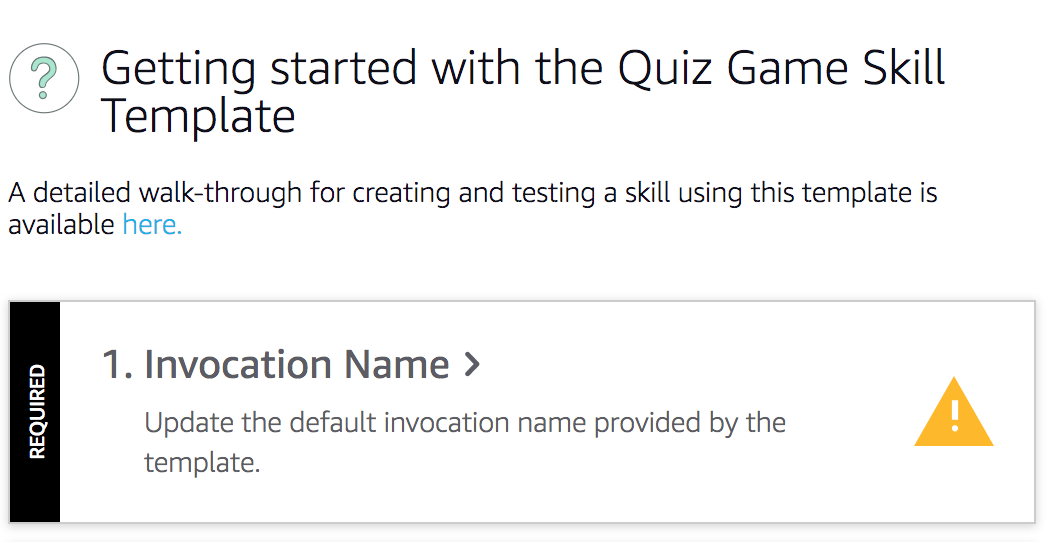 Getting started with the Quiz Game Skill
Template
A detailed walk-through for creating and testing a skill using this template is
available here.
REQUIRED
1. Invocation Name >
Update the default invocation name provided by the
template.